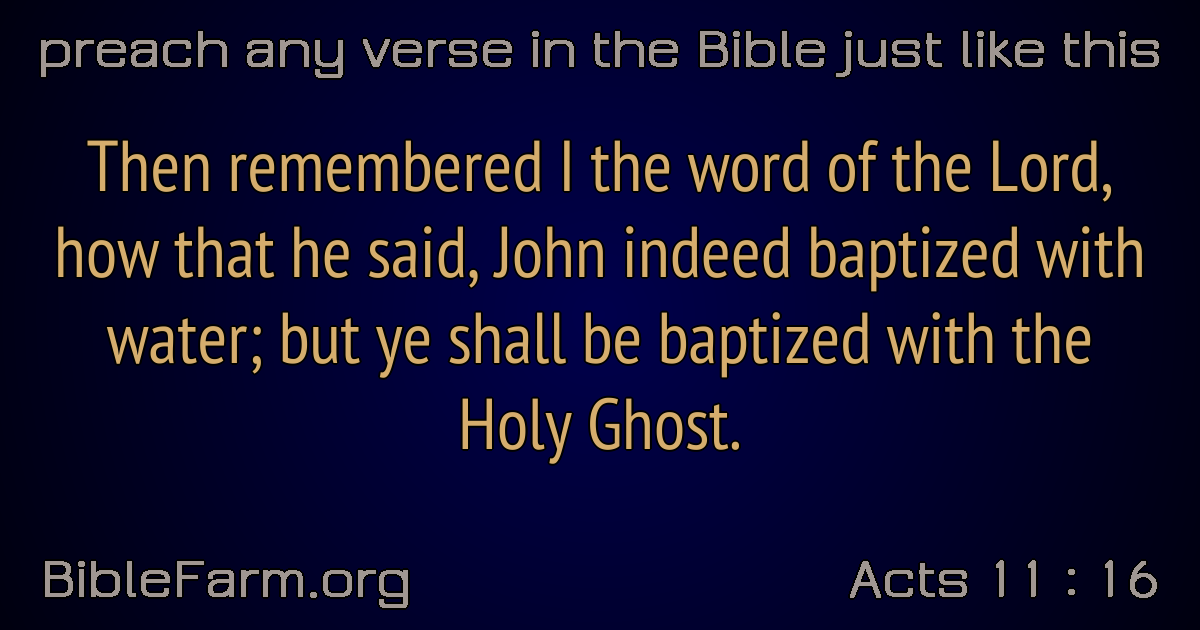 preach any verse in the Bible just like this
Then remembered I the word of the Lord,
how that he said, John indeed baptized with
water; but ye shall be baptized with the
Holy Ghost.
BibleFarm.org
Acts 11 : 16